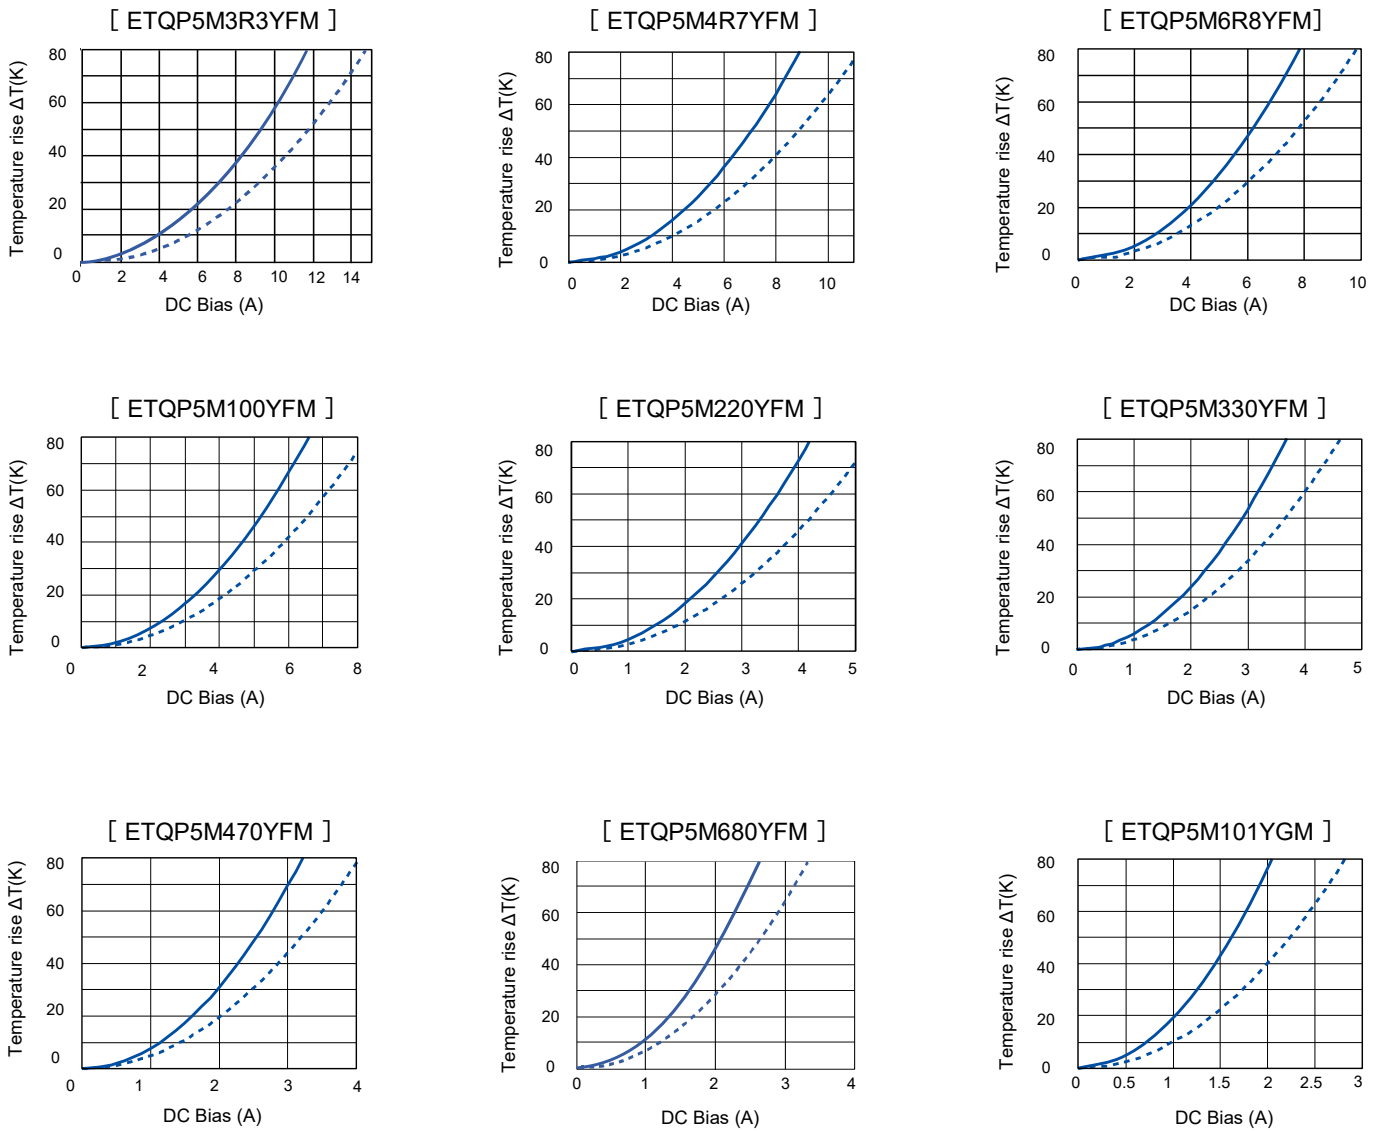 [ ETQP5M3R3YFM ]
Temperature rise ΔT(K)
80
60
40
20
0
0 2 4 6 8 10 12 14
DC Bias (A)
[ ETQP5M4R7YFM ]
Temperature rise ΔT(K)
80
60
40
20
0
0 2 4 6 8 10
DC Bias (A)
[ ETQP5M6R8YFM]
Temperature rise ΔT(K)
80
60
40
20
0
0 2 4 6 8 10
DC Bias (A)
[ ETQP5M100YFM ]
Temperature rise ΔT(K)
80
60
40
20
0
0 2 4 6 8
DC Bias (A)
[ ETQP5M220YFM ]
Temperature rise ΔT(K)
80
60
40
20
0
0 1 2 3 4 5
DC Bias (A)
[ ETQP5M330YFM ]
Temperature rise ΔT(K)
80
60
40
20
0
0 1 2 3 4 5
DC Bias (A)
[ ETQP5M470YFM ]
Temperature rise ΔT(K)
80
60
40
20
0
0 1 2 3 4
DC Bias (A)
[ ETQP5M680YFM ]
Temperature rise ΔT(K)
80
60
40
20
0
0 1 2 3 4
DC Bias (A)
[ ETQP5M101YGM ]
Temperature rise ΔT(K)
80
60
40
20
0
0 0.5 1 1.5 2 2.5 3
DC Bias (A)